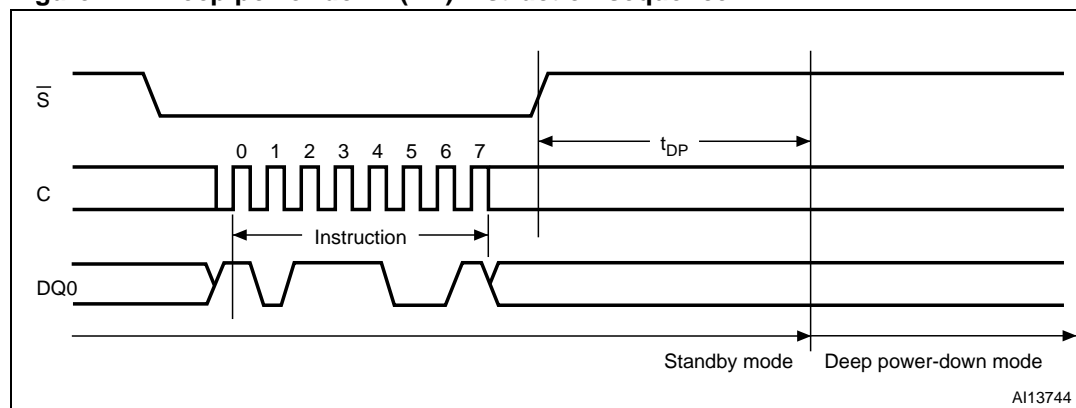 S
0 1 2 3 4 5 6 7
tDP
C
Instruction
DQ0
Standby mode Deep power-down mode
AI13744